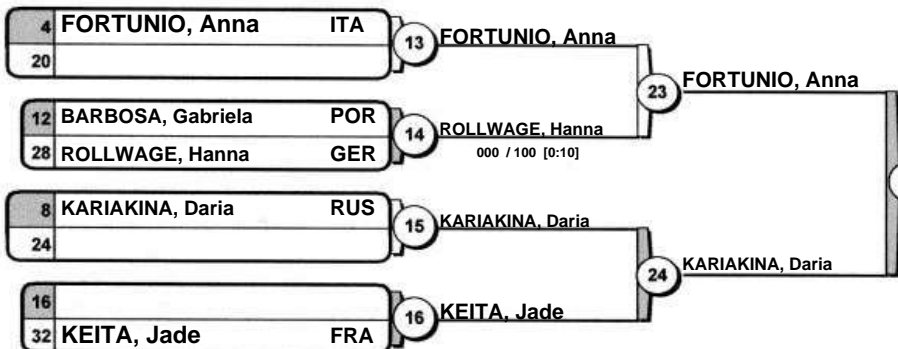 4 FORTUNIO, Anna ITA
20
13 FORTUNIO, Anna
12 BARBOSA, Gabriela POR
28 ROLLWAGE, Hanna GER
14 ROLLWAGE, Hanna
000 / 100 [0:10]
23 FORTUNIO, Anna
8 KARIAKINA, Daria RUS
24
15 KARIAKINA, Daria
16
32 KEITA, Jade FRA
16 KEITA, Jade
24 KARIAKINA, Daria